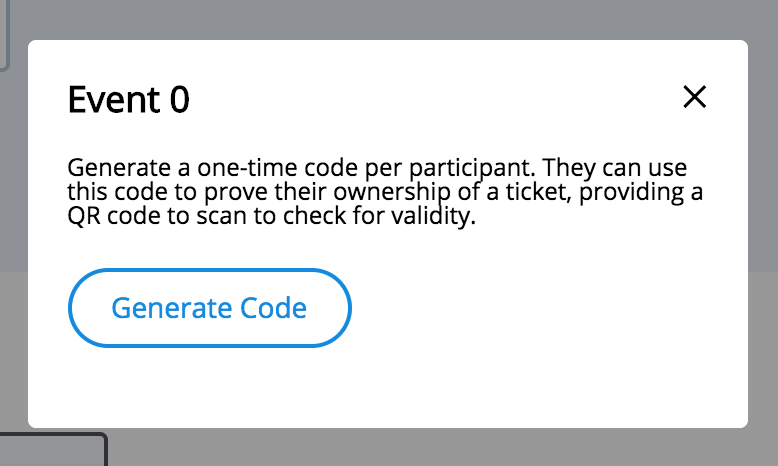 Event 0
Generate a one-time code per participant. They can use
this code to prove their ownership of a ticket, providing a
QR code to scan to check for validity.
Generate Code